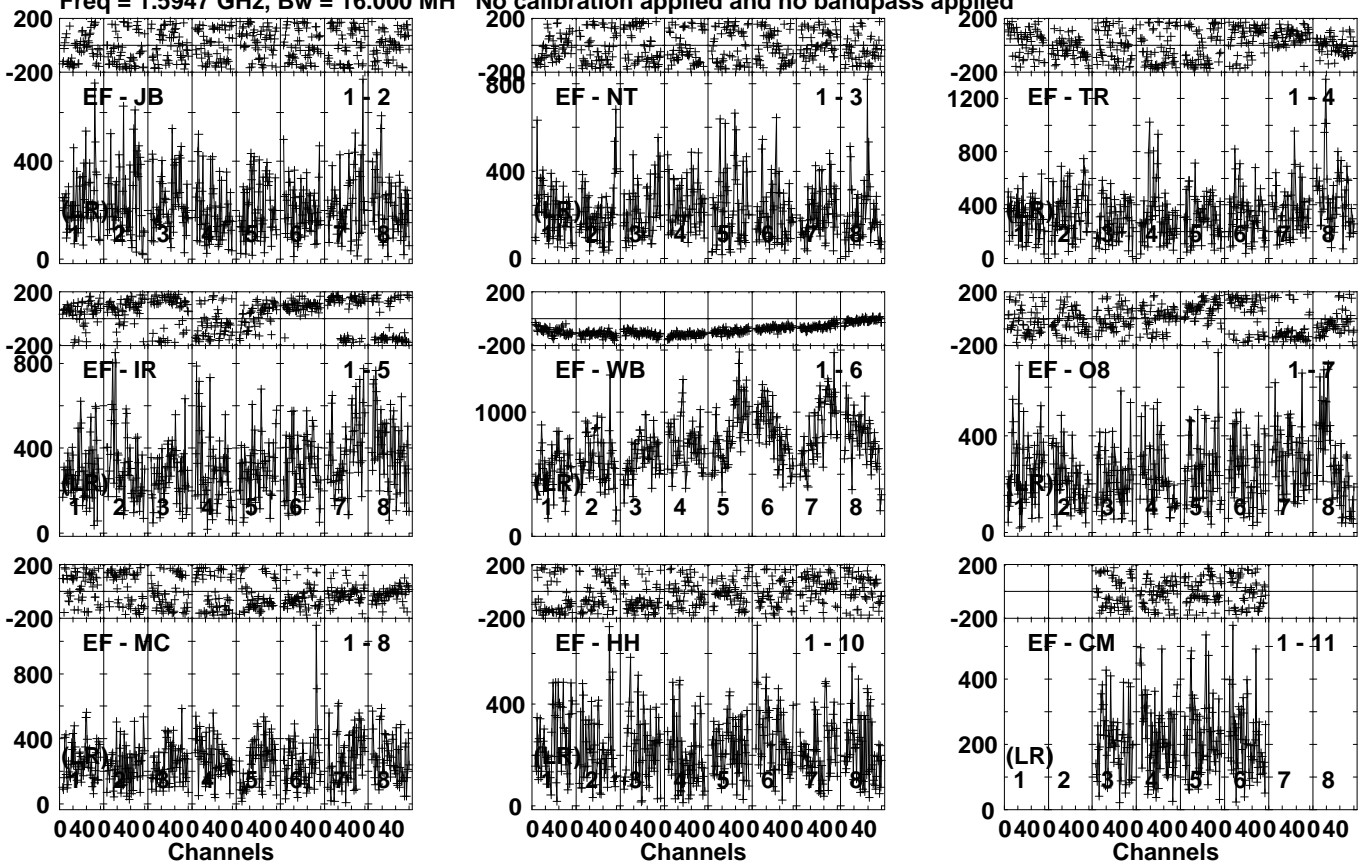 Freq = 1.5947 GHz, Bw = 16.000 MH No calibration applied and no bandpass applied
200 200 200
-200 -200 -200
EF - JB 1 - 2
400
0
(LR)
1 2 3 4 5 6 7 8
800
EF - NT 1 - 3
400
0
(LR)
1 2 3 4 5 6 7 8
1200
EF - TR 1 - 4
800
400
0
(LR)
1 2 3 4 5 6 7 8
200 200 200
-200 -200 -200
800
EF - IR 1 - 5
400
0
(LR)
1 2 3 4 5 6 7 8
EF - WB 1 - 6
1000
0
(LR)
1 2 3 4 5 6 7 8
EF - O8 1 - 7
400
0
(LR)
1 2 3 4 5 6 7 8
200 200 200
-200 -200 -200
EF - MC 1 - 8
800
400
0
(LR)
1 2 3 4 5 6 7 8
EF - HH 1 - 10
400
0
(LR)
1 2 3 4 5 6 7 8
EF - CM 1 - 11
400
200
0
(LR)
1 2 3 4 5 6 7 8
0 40 0 40 0 40 0 40 0 40 0 40 0 40 0 40
Channels
0 40 0 40 0 40 0 40 0 40 0 40 0 40 0 40
Channels
0 40 0 40 0 40 0 40 0 40 0 40 0 40 0 40
Channels